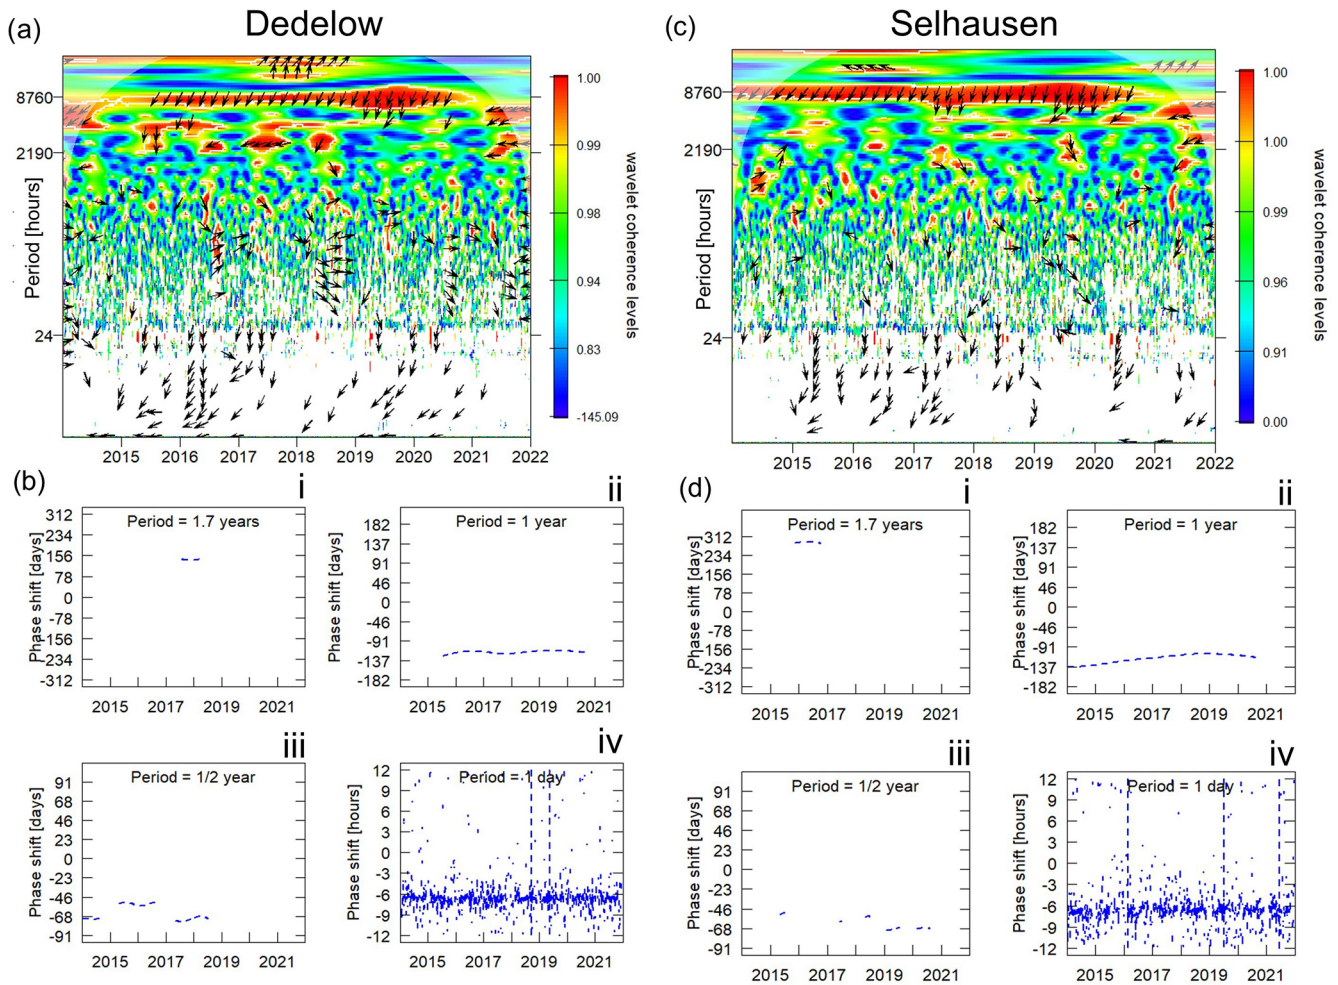 (a) Dedelow
Period [hours]
8760
2190
24
2015 2016 2017 2018 2019 2020 2021 2022
1.00
0.99
0.98
0.94
0.83
-145.09
wavelet coherence levels
(c) Selhausen
Period [hours]
8760
2190
24
2015 2016 2017 2018 2019 2020 2021 2022
1.00
1.00
0.99
0.96
0.91
0.00
wavelet coherence levels
(b)
i
Period = 1.7 years
Phase shift [days]
312
234
156
78
0
-78
-156
-234
-312
2015 2017 2019 2021
ii
Period = 1 year
Phase shift [days]
182
137
91
46
0
-46
-91
-137
-182
2015 2017 2019 2021
iii
Period = 1/2 year
Phase shift [days]
91
68
46
23
0
-23
-46
-68
-91
2015 2017 2019 2021
iv
Period = 1 day
Phase shift [hours]
12
9
6
3
0
-3
-6
-9
-12
2015 2017 2019 2021
(d)
i
Period = 1.7 years
Phase shift [days]
312
234
156
78
0
-78
-156
-234
-312
2015 2017 2019 2021
ii
Period = 1 year
Phase shift [days]
182
137
91
46
0
-46
-91
-137
-182
2015 2017 2019 2021
iii
Period = 1/2 year
Phase shift [days]
91
68
46
23
0
-23
-46
-68
-91
2015 2017 2019 2021
iv
Period = 1 day
Phase shift [hours]
12
9
6
3
0
-3
-6
-9
-12
2015 2017 2019 2021